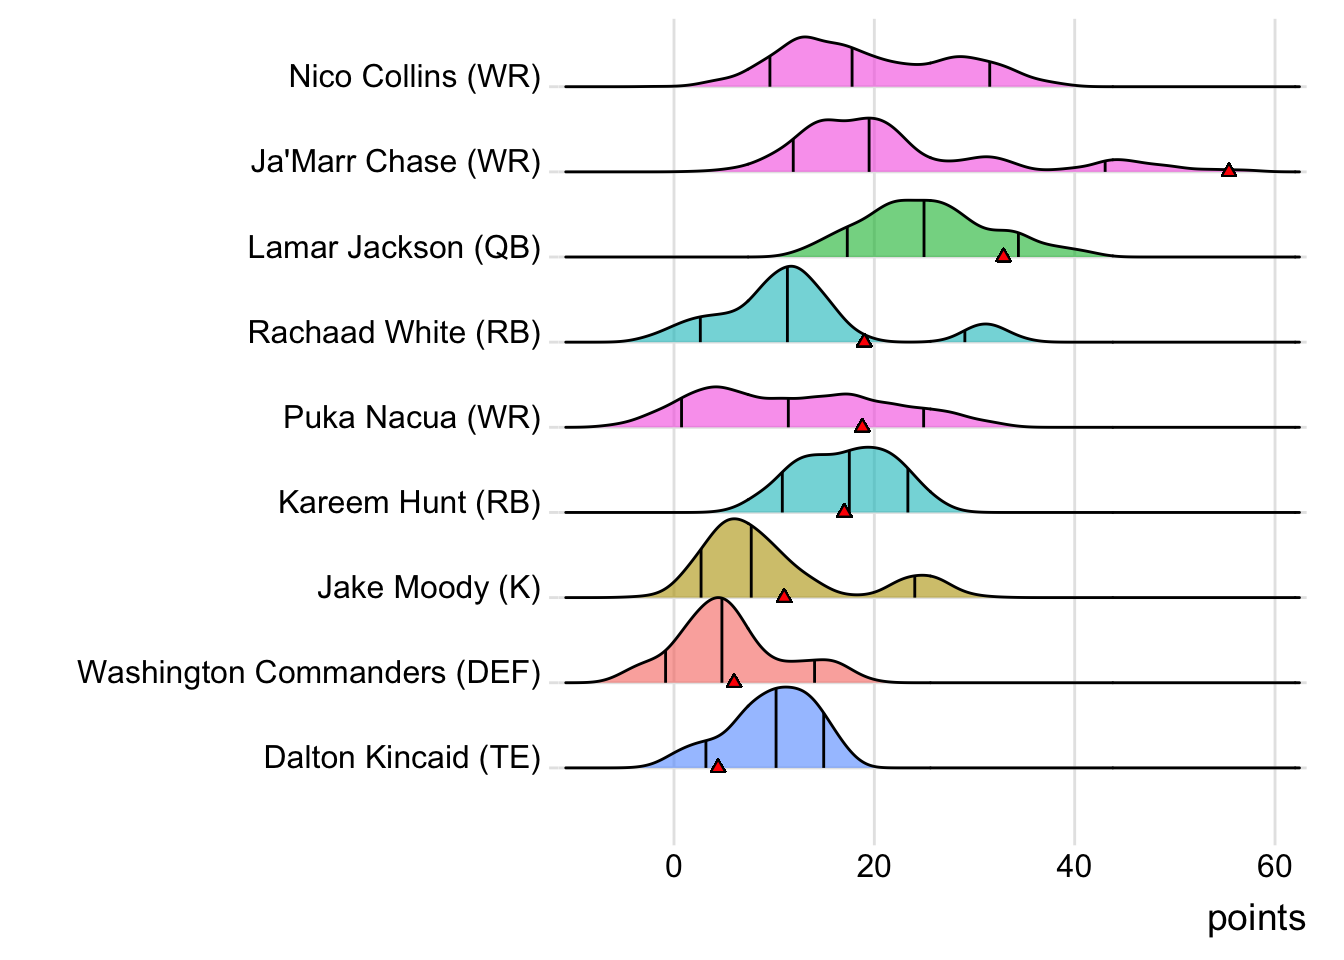 Nico Collins (WR)
Ja'Marr Chase (WR)
Lamar Jackson (QB)
Rachaad White (RB)
Puka Nacua (WR)
Kareem Hunt (RB)
Jake Moody (K)
Washington Commanders (DEF)
Dalton Kincaid (TE)
0 20 40 60
points